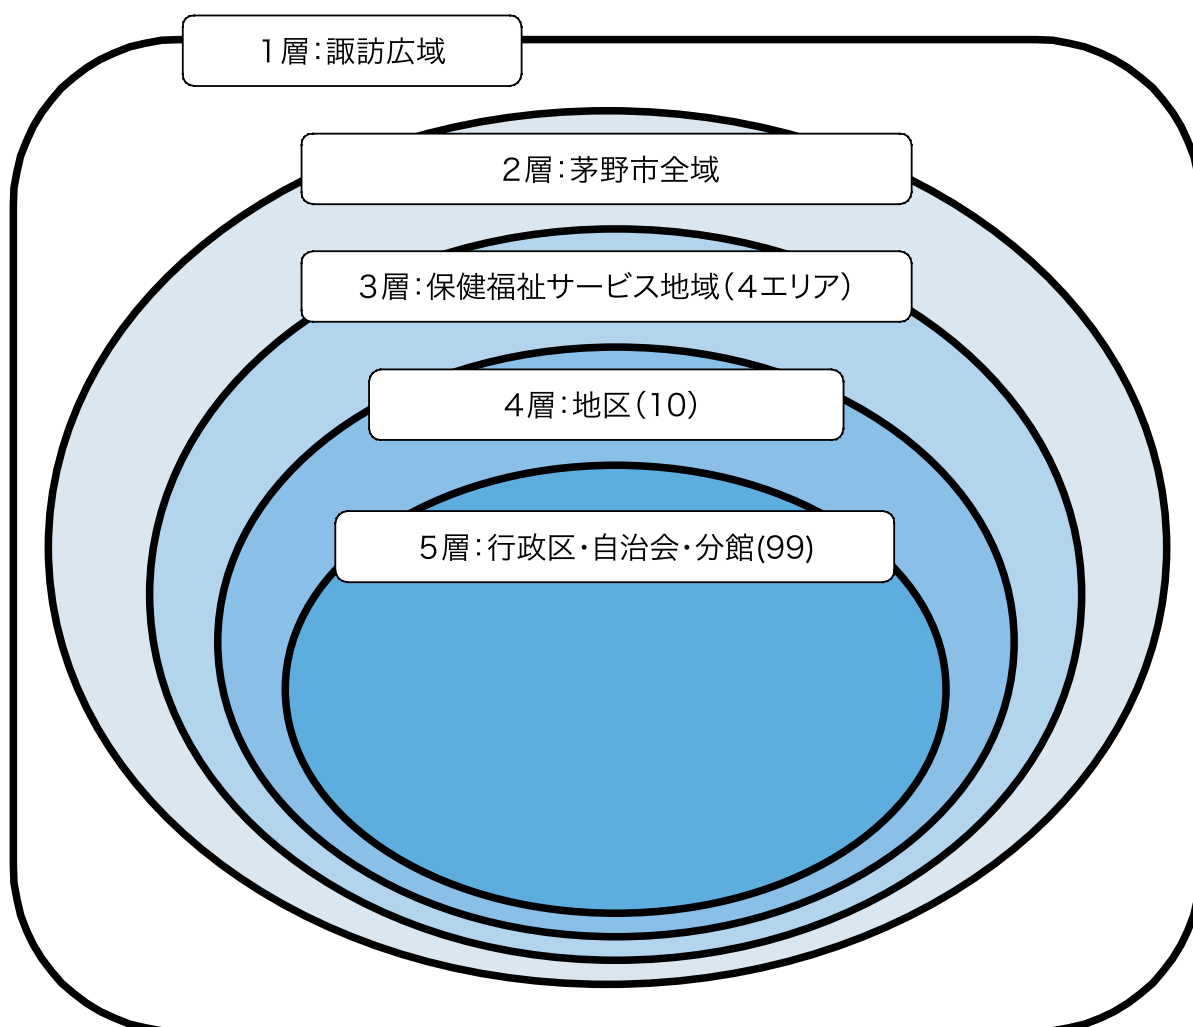 1層：諏訪広域
2層：茅野市全域
3層：保健福祉サービス地域（4エリア）
4層：地区（10）
5層：行政区・自治会・分館(99)